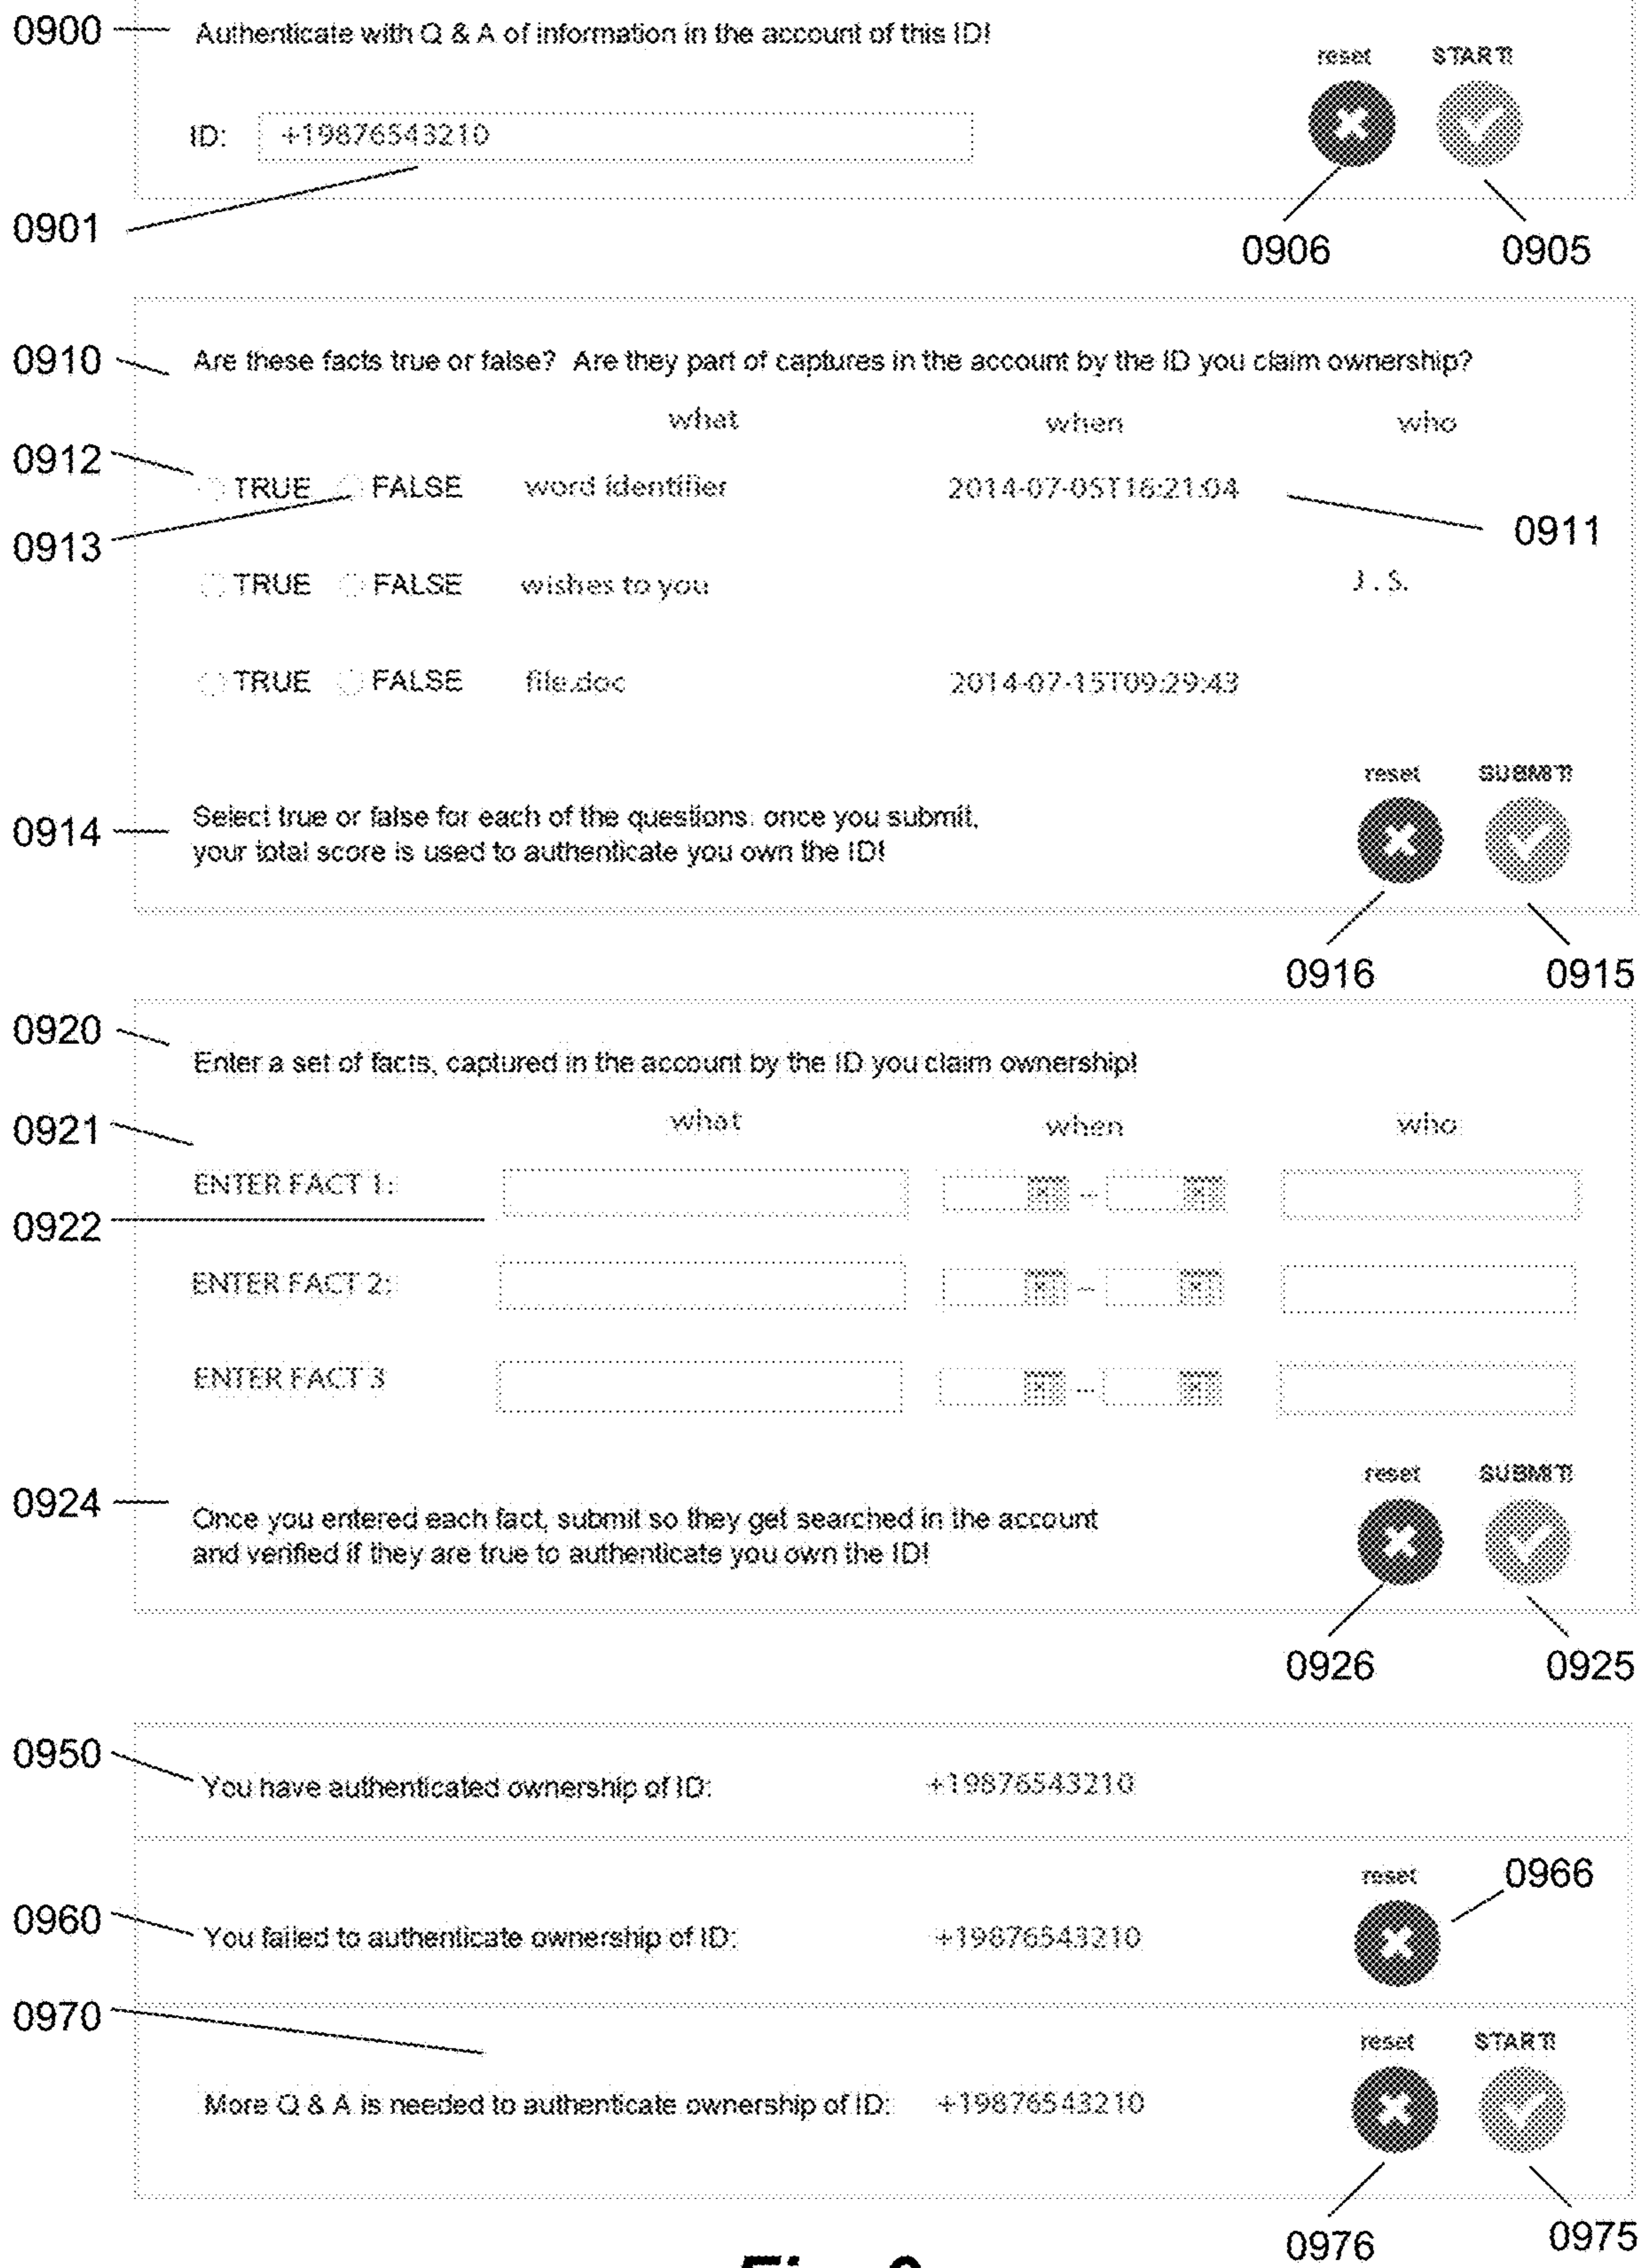 0900 Authenticate with Q & A of information in the account of this ID!
reset START!
ID: +19876543210
0901
0906 0905
0910 Are these facts true or false? Are they part of captures in the account by the ID you claim ownership?
what when who
0912
TRUE FALSE word identifier 2014-07-05T16:21:04
0913 0911
TRUE FALSE wishes to you J.S.
TRUE FALSE file.doc 2014-07-15T09:29:43
reset SUBMIT!
0914 Select true or false for each of the questions. once you submit,
your total score is used to authenticate you own the ID!
0916 0915
0920
Enter a set of facts, captured in the account by the ID you claim ownership!
0921 what when who
ENTER FACT 1:
0922
ENTER FACT 2:
ENTER FACT 3
reset SUBMIT!
0924
Once you entered each fact, submit so they get searched in the account
and verified if they are true to authenticate you own the ID!
0926 0925
0950
You have authenticated ownership of ID: +19876543210
reset 0966
0960
You failed to authenticate ownership of ID: +19876543210
0970
reset START!
More Q & A is needed to authenticate ownership of ID: +19876543210
0976 0975